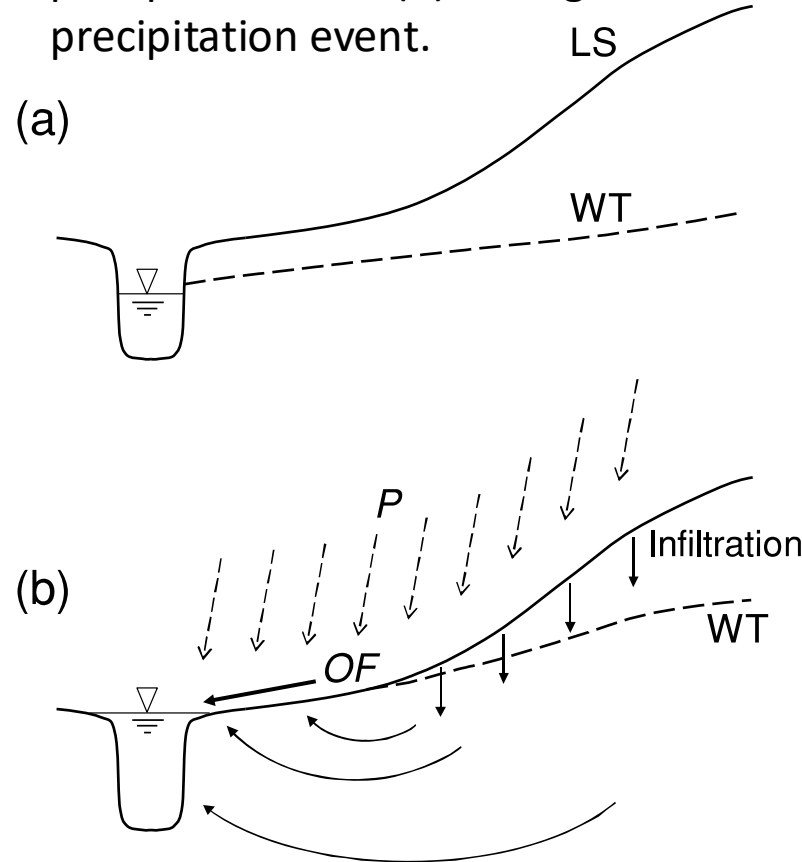 precipitation event.
LS
(a)
WT
P
Infiltration
(b)
WT
OF